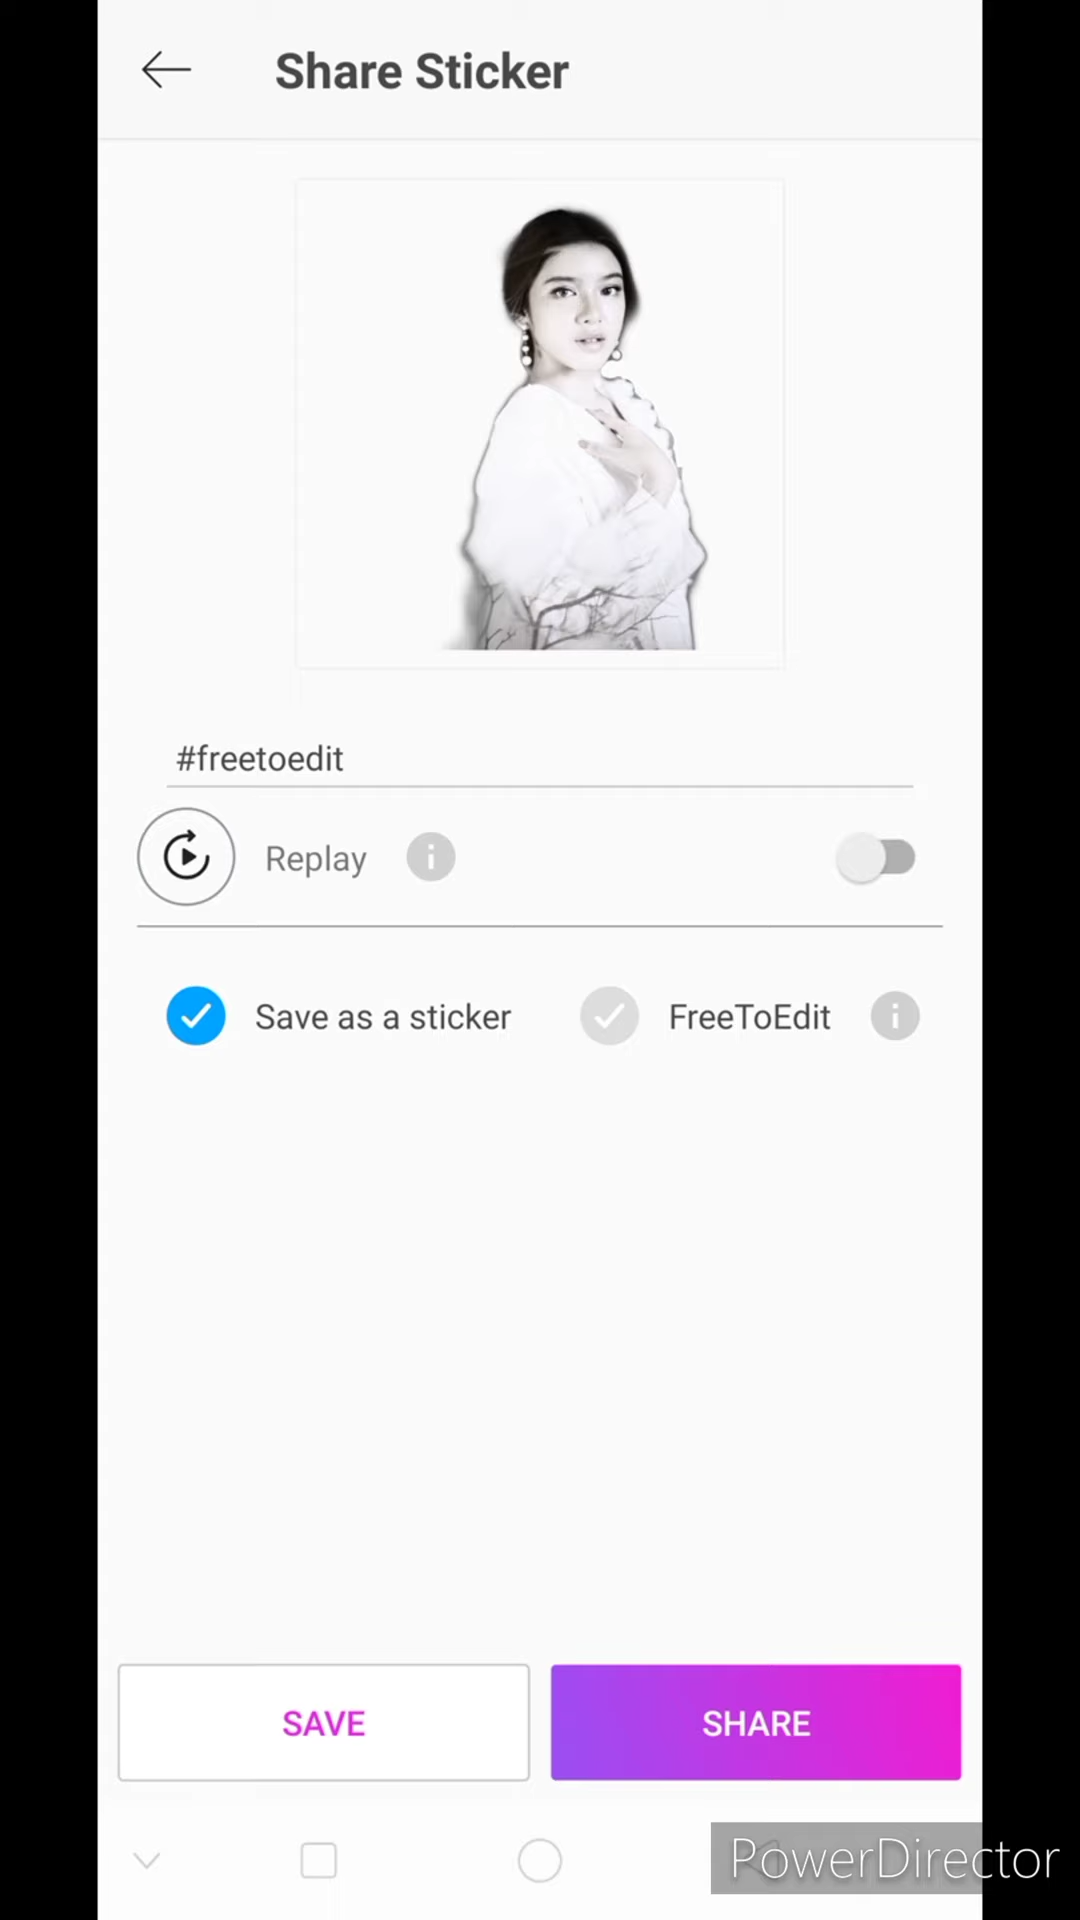 Share Sticker
#freetoedit
Replay
Save as a sticker
FreeToEdit
SAVE
SHARE
PowerDirector